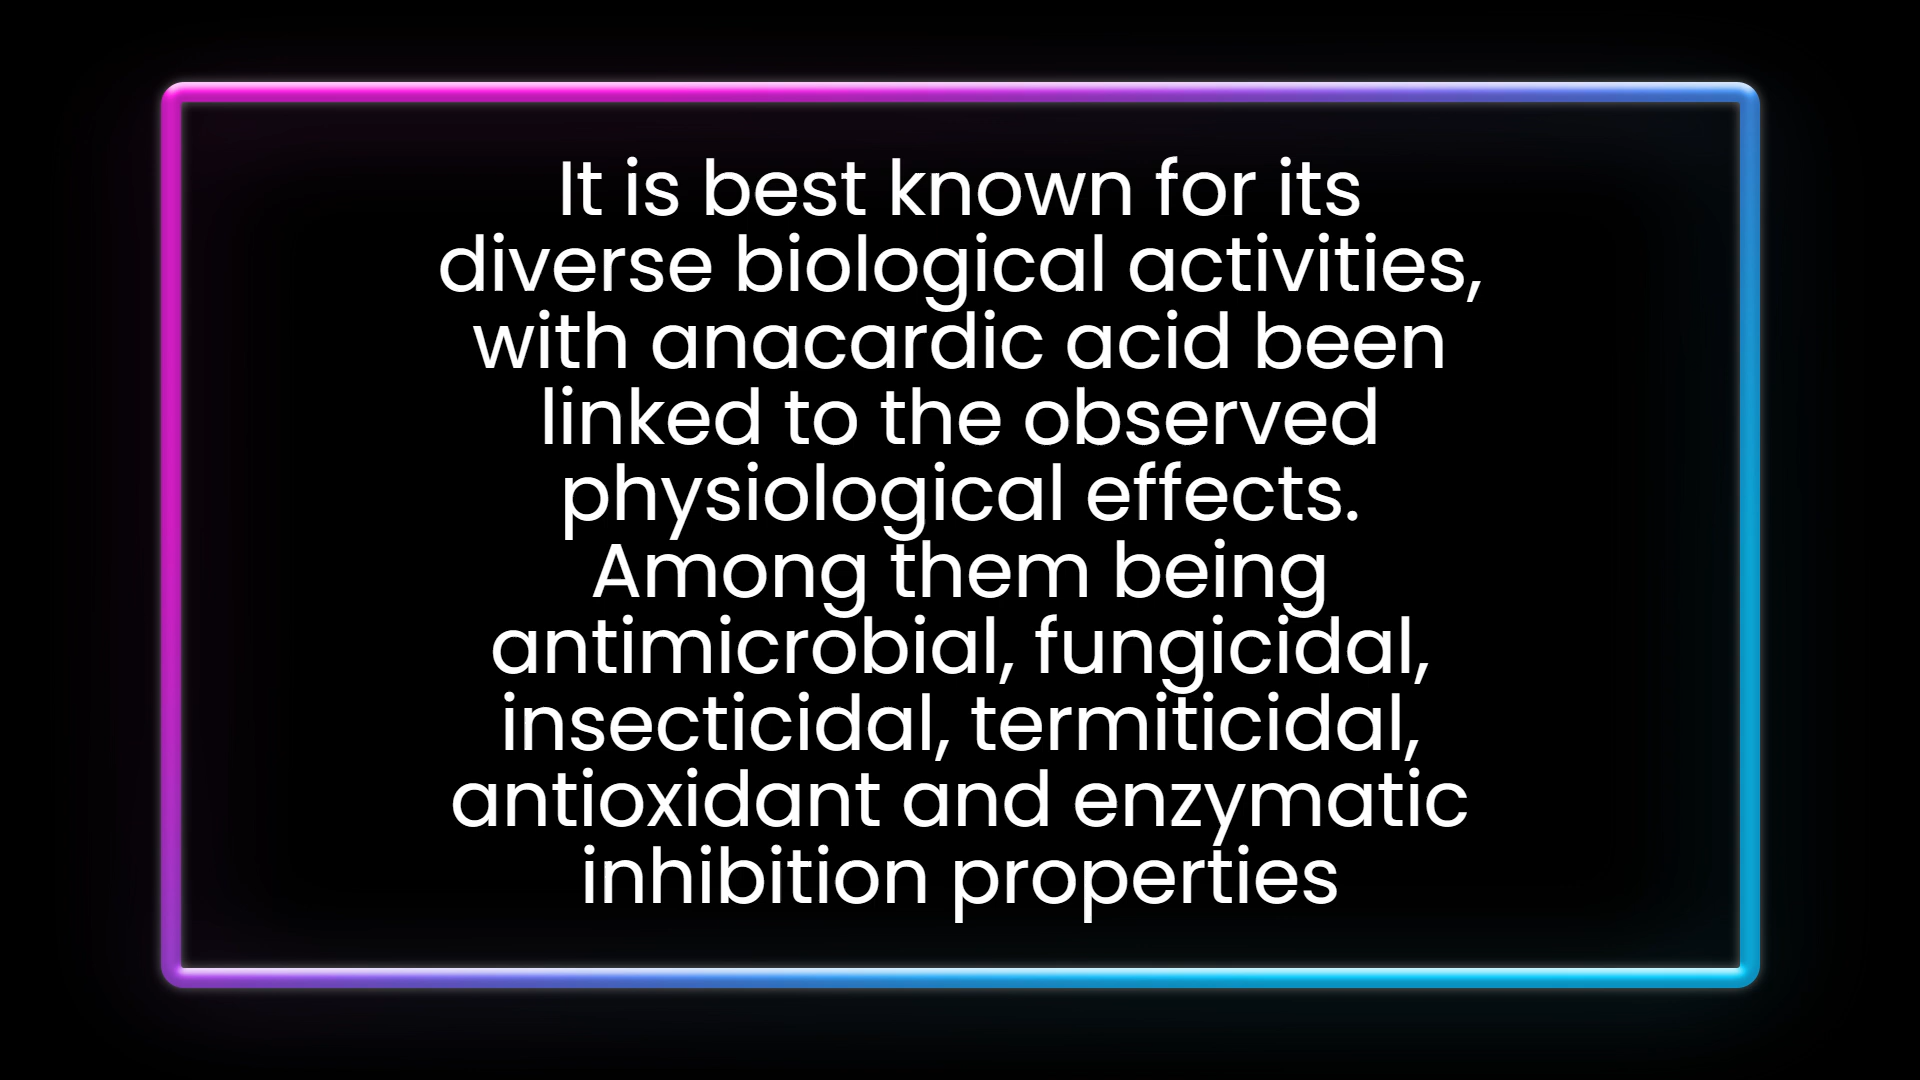 It is best known for its
diverse biological activities,
with anacardic acid been
linked to the observed
physiological effects.
Among them being
antimicrobial, fungicidal,
insecticidal, termiticidal,
antioxidant and enzymatic
inhibition properties